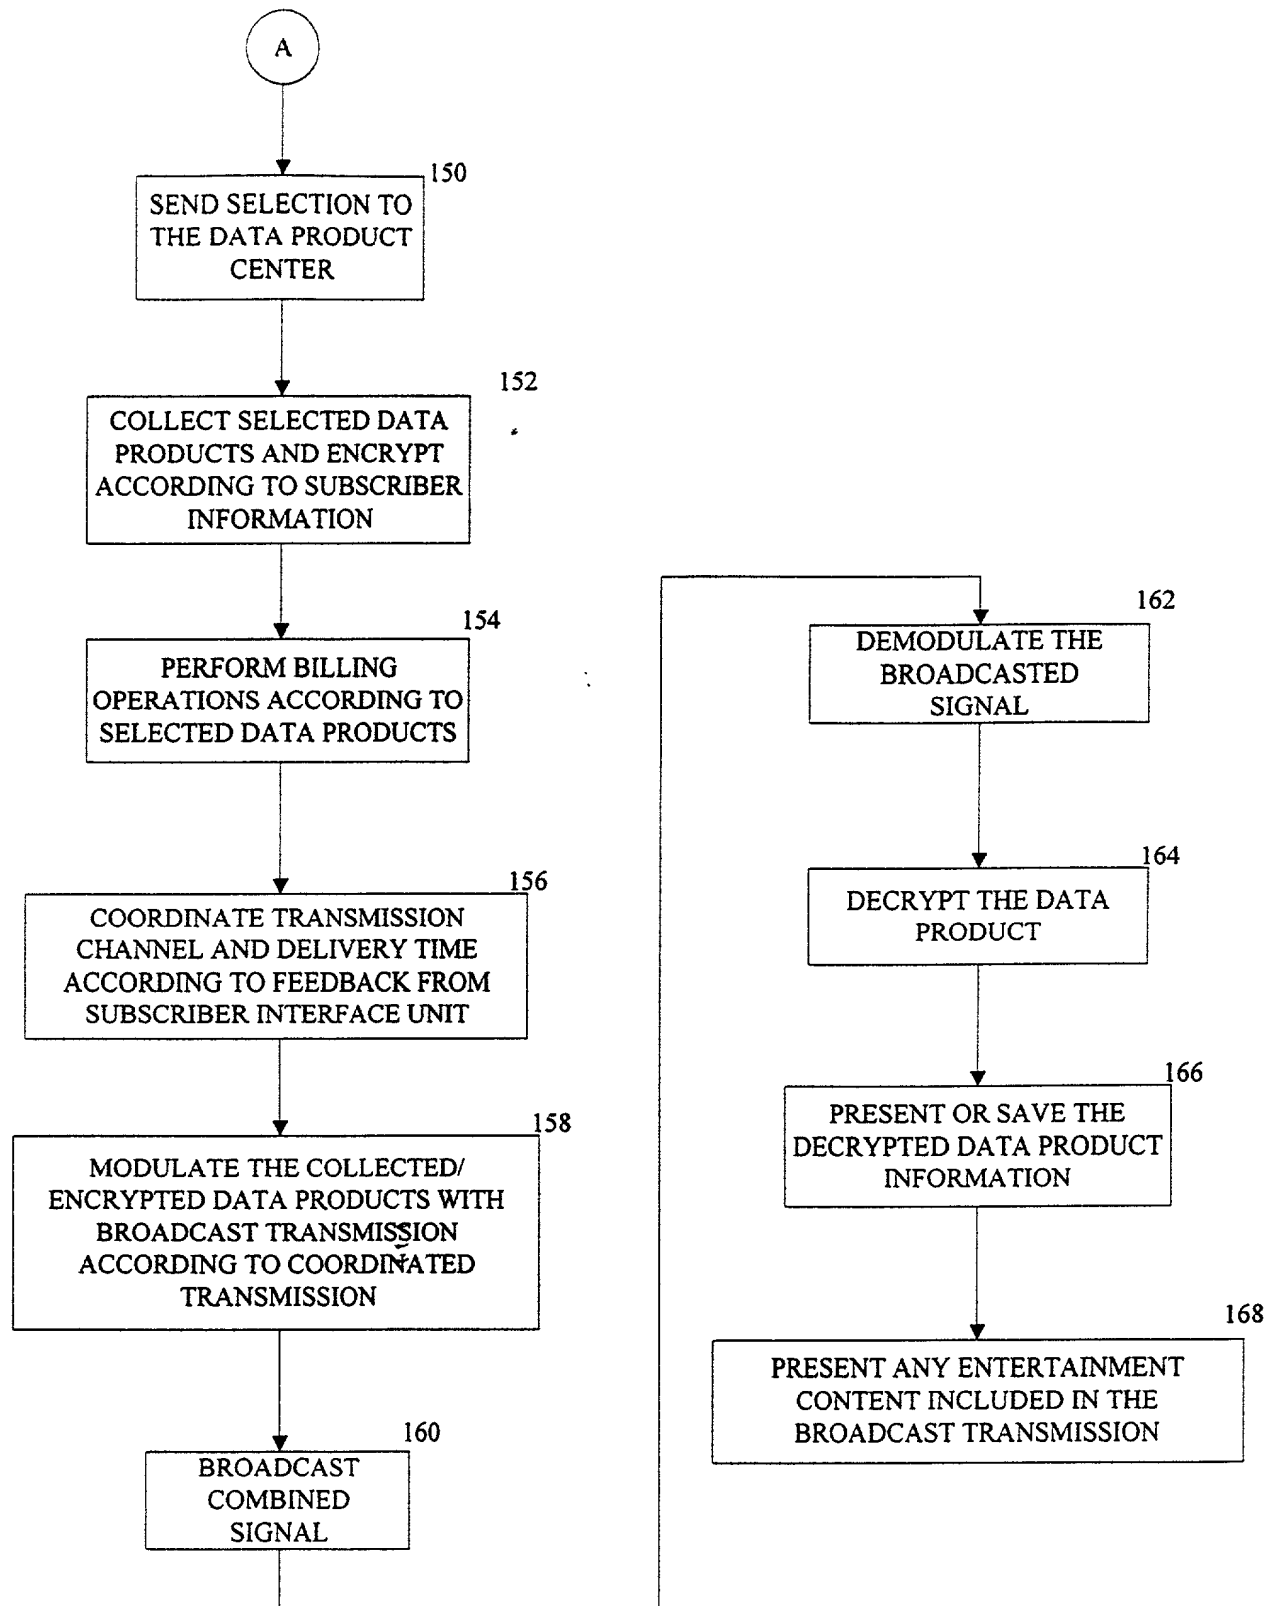 A
150
SEND SELECTION TO
THE DATA PRODUCT
CENTER
152
COLLECT SELECTED DATA
PRODUCTS AND ENCRYPT
ACCORDING TO SUBSCRIBER
INFORMATION
154
PERFORM BILLING
OPERATIONS ACCORDING TO
SELECTED DATA PRODUCTS
156
COORDINATE TRANSMISSION
CHANNEL AND DELIVERY TIME
ACCORDING TO FEEDBACK FROM
SUBSCRIBER INTERFACE UNIT
158
MODULATE THE COLLECTED/
ENCRYPTED DATA PRODUCTS WITH
BROADCAST TRANSMISSION
ACCORDING TO COORDINATED
TRANSMISSION
160
BROADCAST
COMBINED
SIGNAL
162
DEMODULATE THE
BROADCASTED
SIGNAL
164
DECRYPT THE DATA
PRODUCT
166
PRESENT OR SAVE THE
DECRYPTED DATA PRODUCT
INFORMATION
168
PRESENT ANY ENTERTAINMENT
CONTENT INCLUDED IN THE
BROADCAST TRANSMISSION